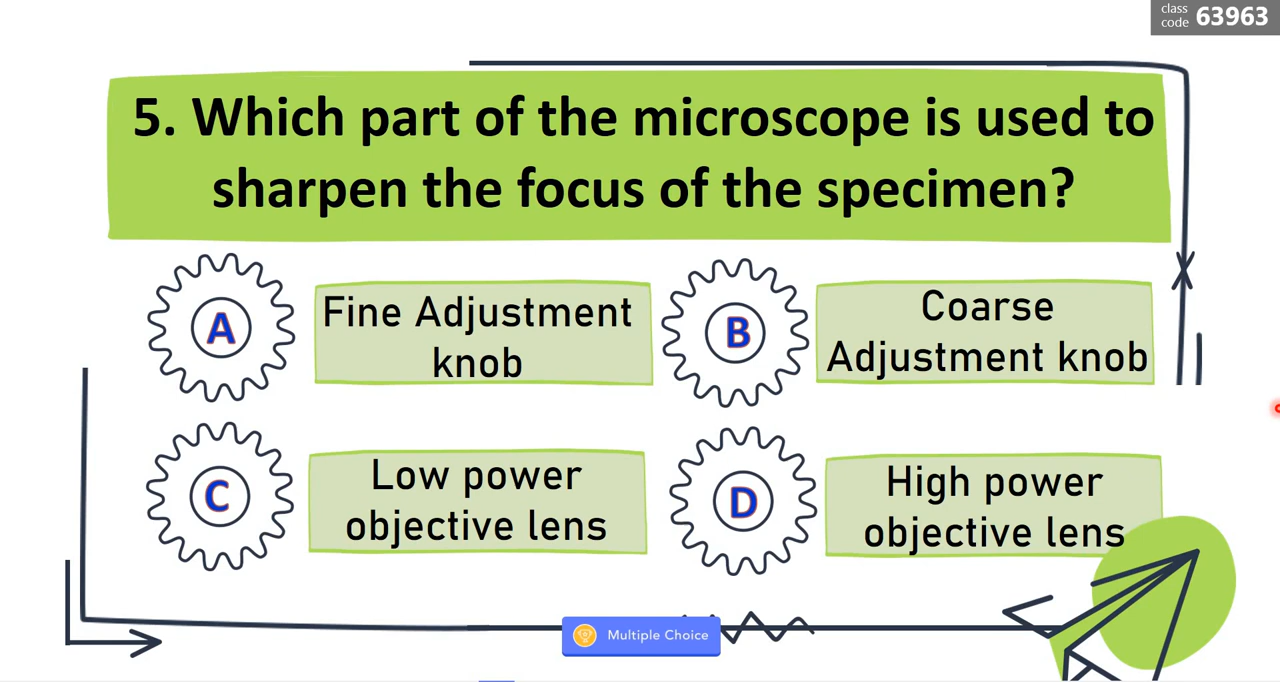 class
code 63963
5. Which part of the microscope is used to
sharpen the focus of the specimen?
A
Fine Adjustment
knob
B
Coarse
Adjustment knob
C
Low power
objective lens
D
High power
objective lens
Multiple Choice